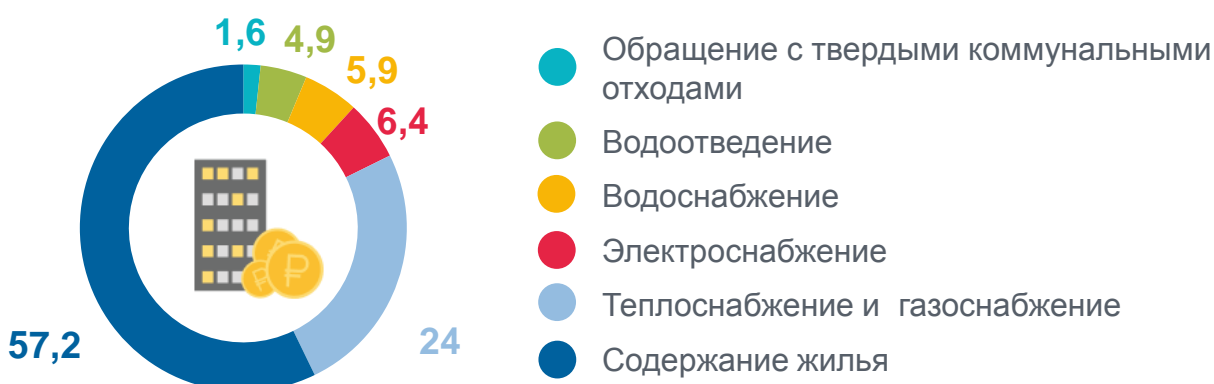 1,6
4,9
5,9
6,4
24
57,2
Обращение с твердыми коммунальными
отходами
Водоотведение
Водоснабжение
Электроснабжение
Теплоснабжение и газоснабжение
Содержание жилья